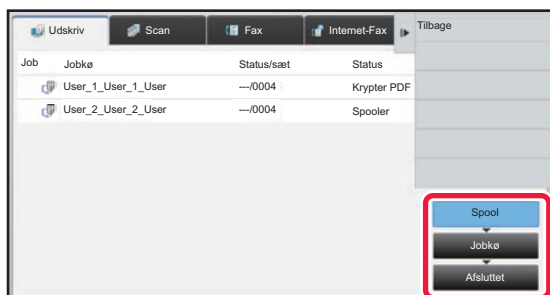 Udskriv Scan Fax Internet-Fax Tilbage
Job Jobkø Status/sæt Status
User_1_User_1_User ---/0004 Krypter PDF
User_2_User_2_User ---/0004 Spooler
Spool
Jobkø
Afsluttet